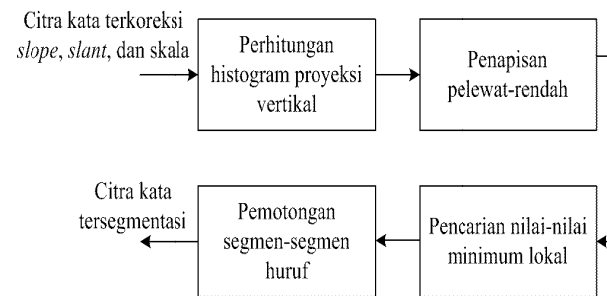 Citra kata terkoreksi
slope, slant, dan skala
Perhitungan
histogram proyeksi
vertikal
Penapisan
pelewat-rendah
Pencarian nilai-nilai
minimum lokal
Pemotongan
segmen-segmen
huruf
Citra kata
tersegmentasi